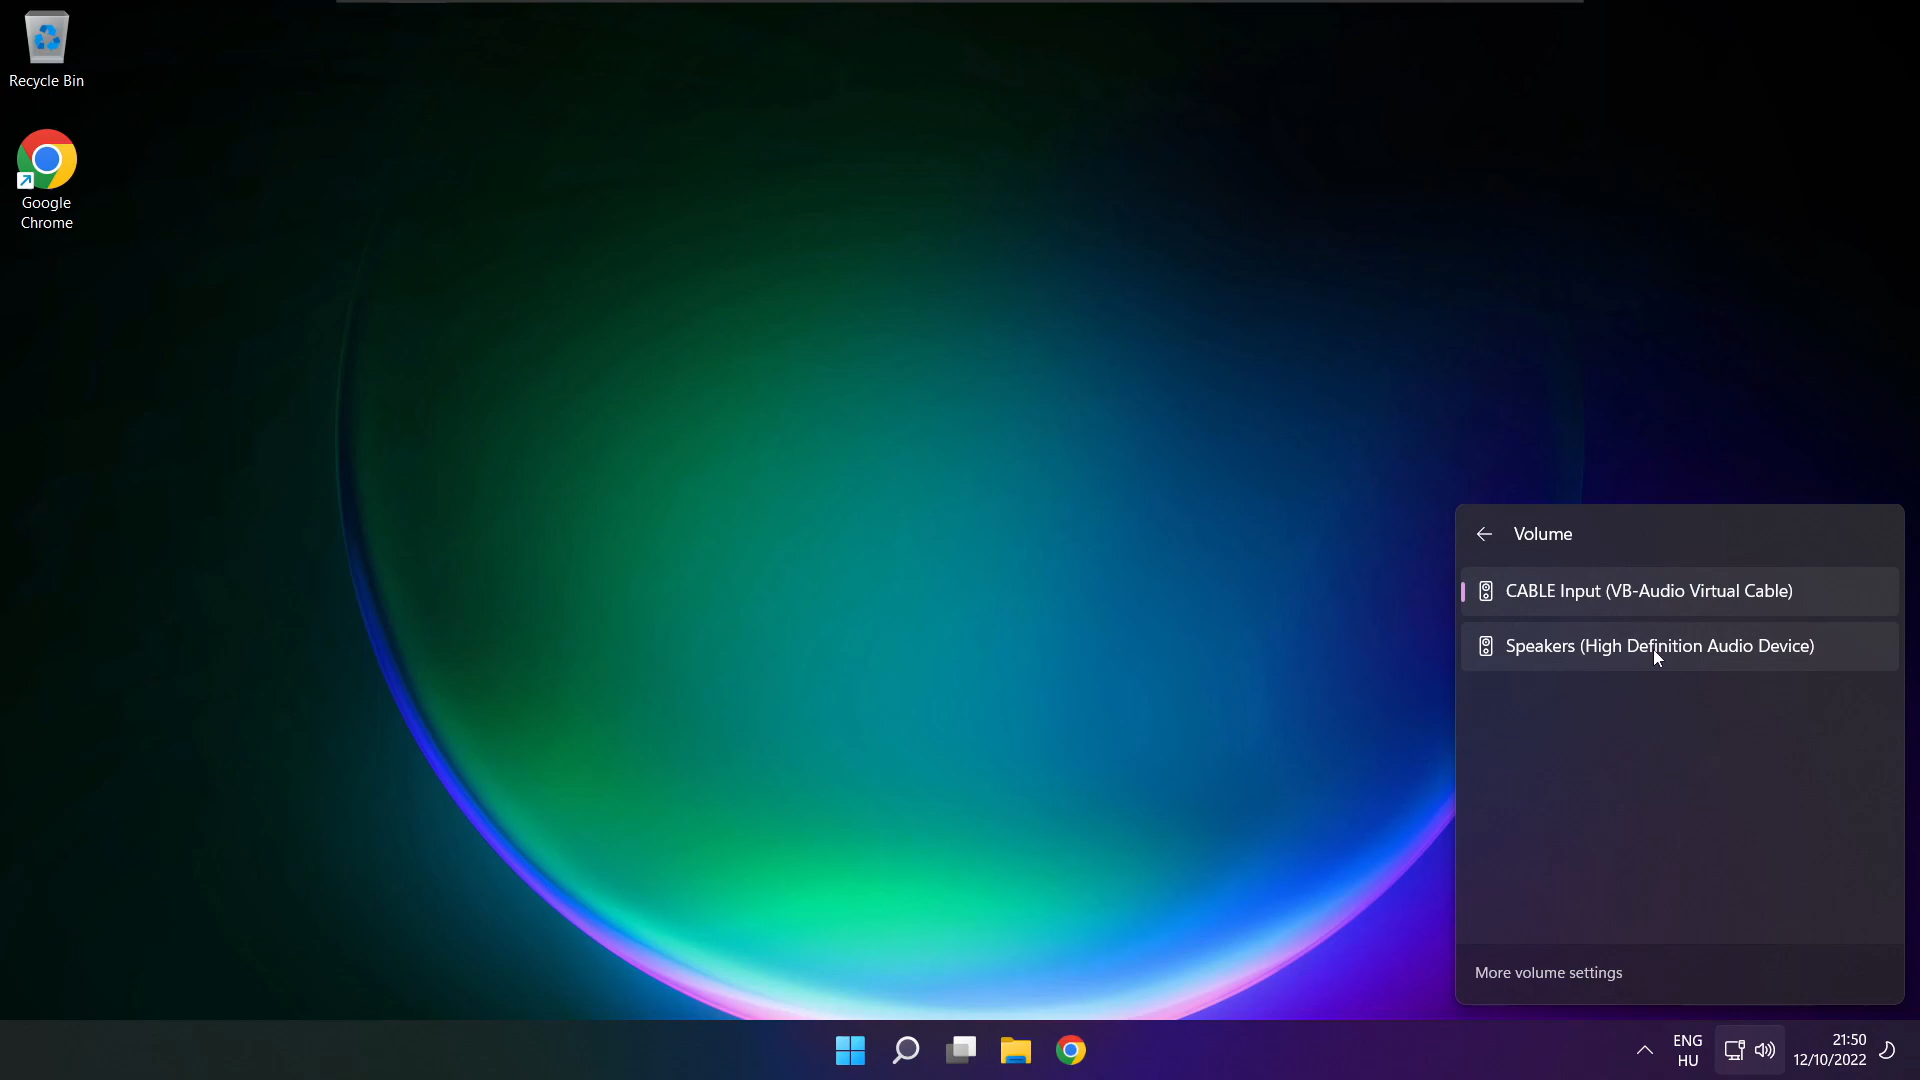 Recycle Bin
Google
Chrome
Volume
CABLE Input (VB-Audio Virtual Cable)
Speakers (High Definition Audio Device)
More volume settings
ENG
HU
21:50
12/10/2022